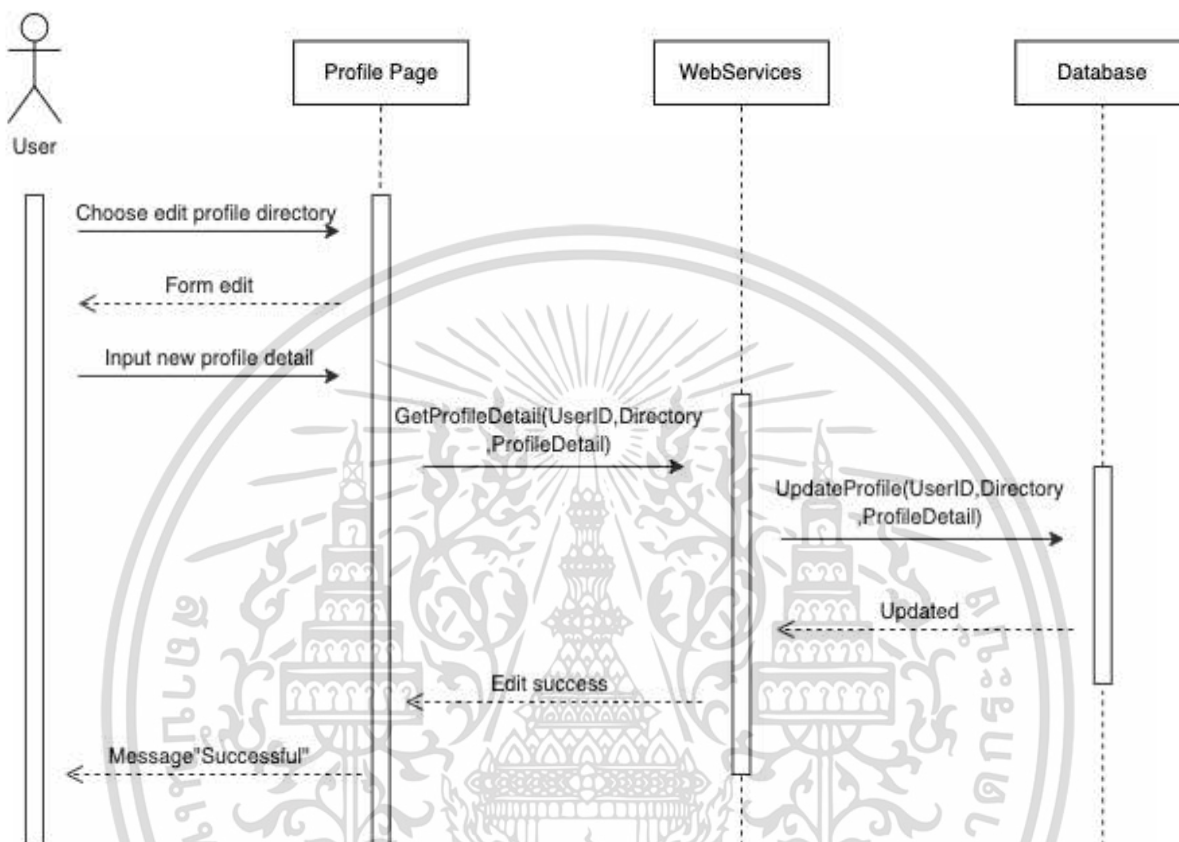 Profile Page
WebServices
Database
User
Choose edit profile directory
Form edit
Input new profile detail
GetProfileDetail(UserID,Directory
,ProfileDetail)
UpdateProfile(UserID,Directory
,ProfileDetail)
Updated
Edit success
Message"Successful"